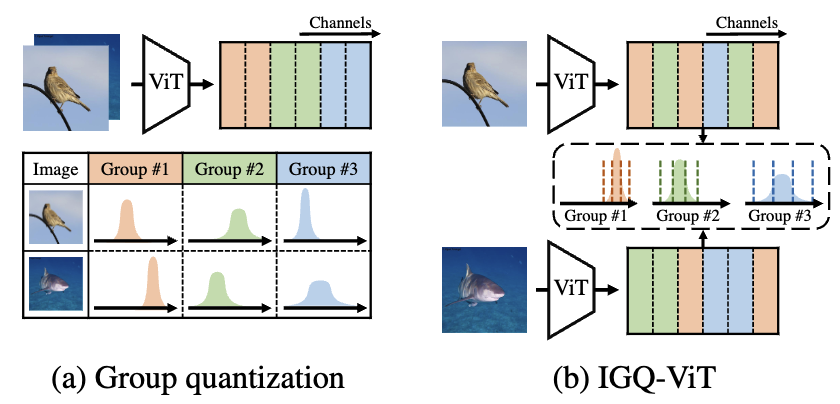 Channels
ViT
Image Group #1 Group #2 Group #3
(a) Group quantization
Channels
ViT
Group #1 Group #2 Group #3
ViT
(b) IGQ-ViT